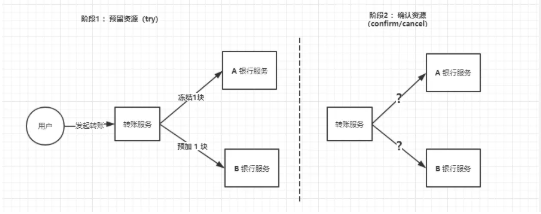 阶段1： 预留资源（try）
阶段2： 确认资源
（confirm/cancel）
A 银行服务
冻结1块
用户
发起转账
转账服务
预加 1 块
B 银行服务
A 银行服务
?
转账服务
?
B 银行服务